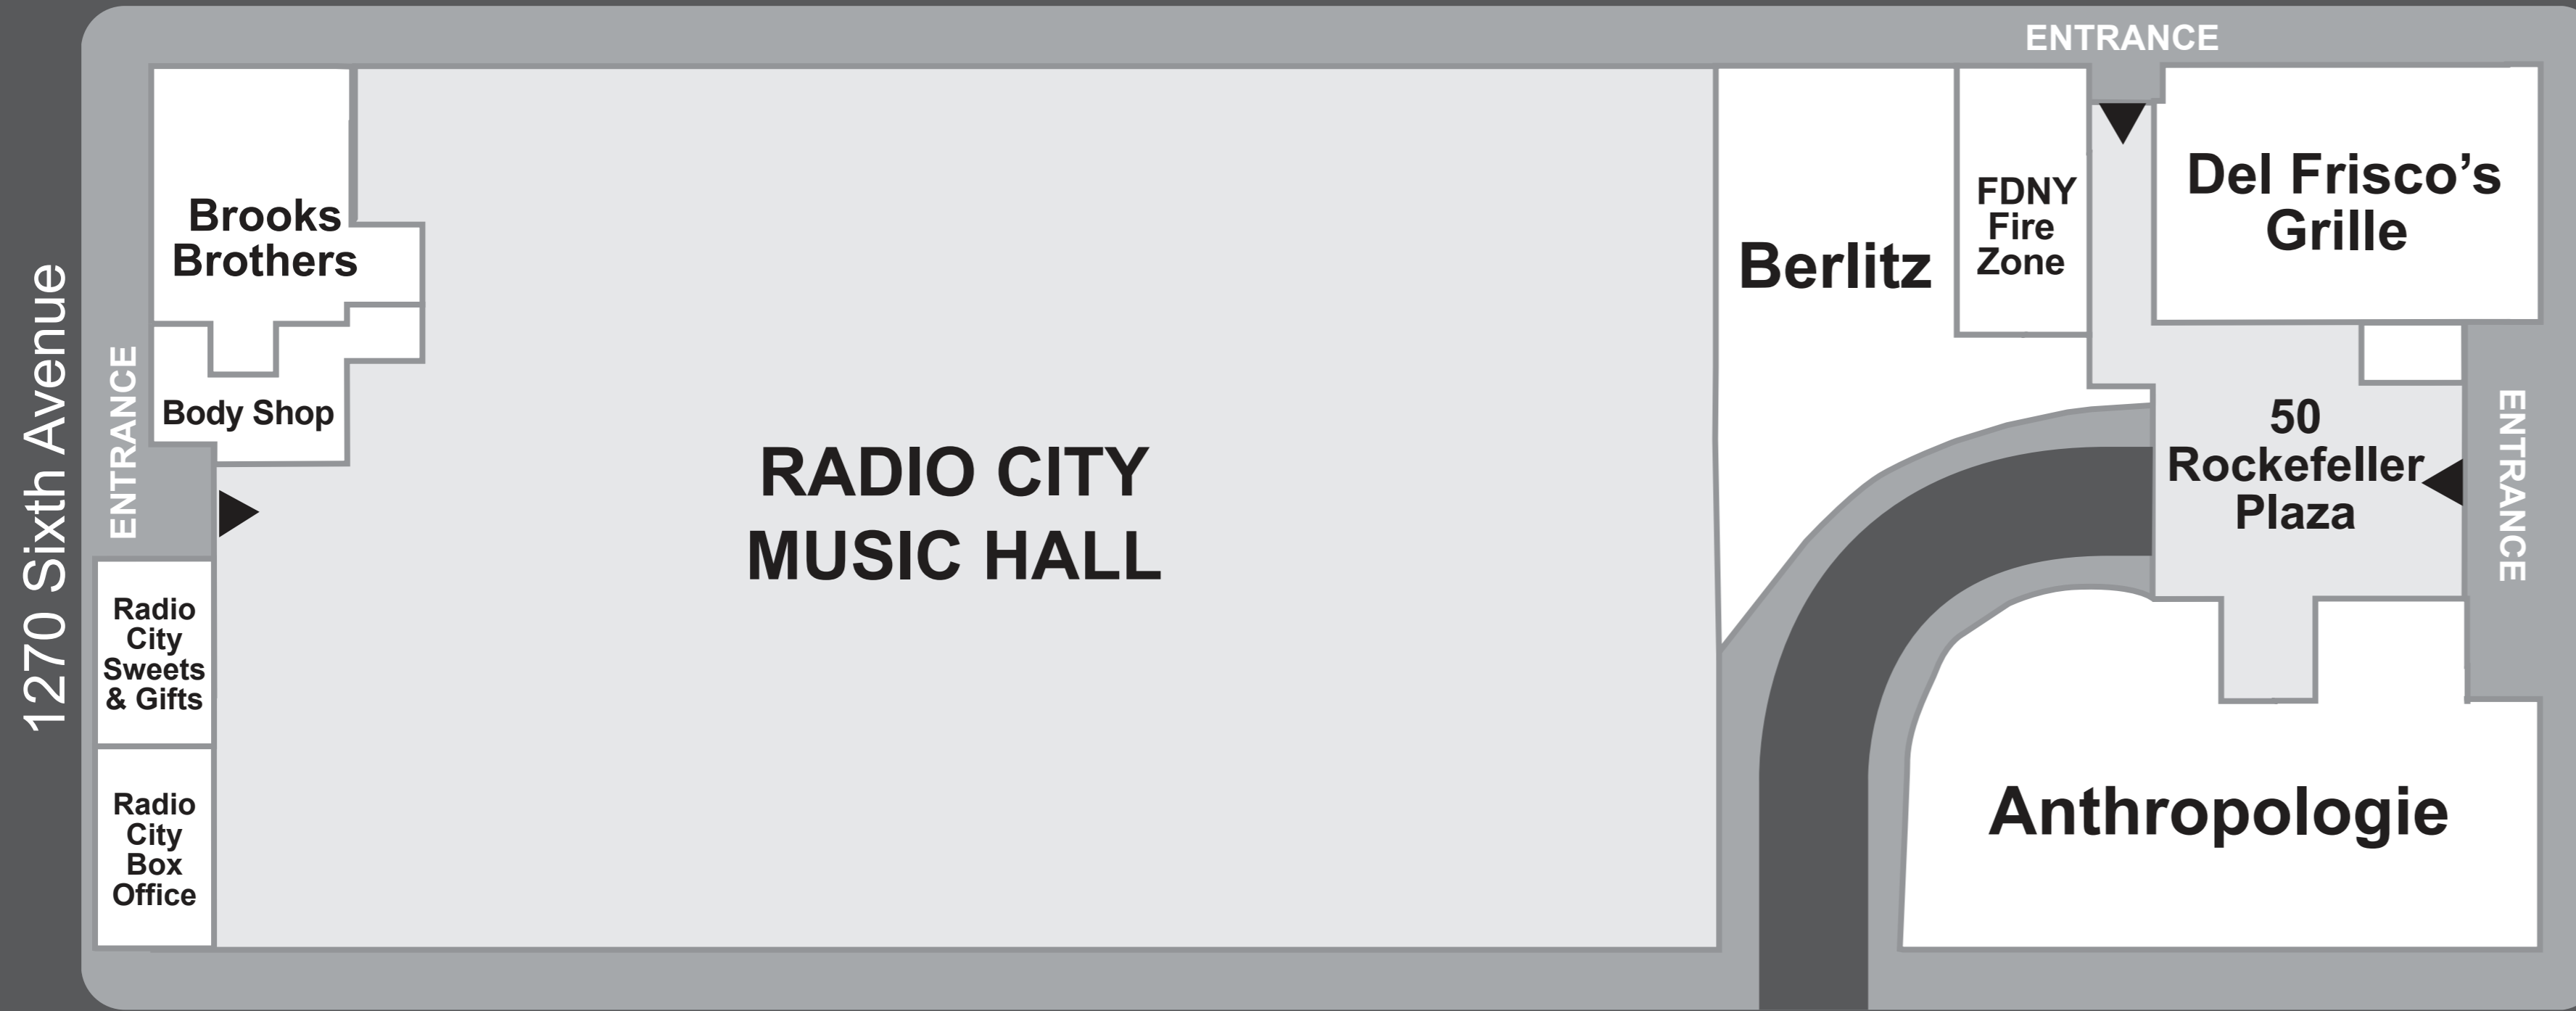 1270 Sixth Avenue
ENTRANCE
Brooks
Brothers
Body Shop
Radio
City
Sweets
& Gifts
Radio
City
Box
Office
RADIO CITY
MUSIC HALL
Berlitz
FDNY
Fire
Zone
ENTRANCE
Del Frisco’s
Grille
50
Rockefeller
Plaza
ENTRANCE
Anthropologie